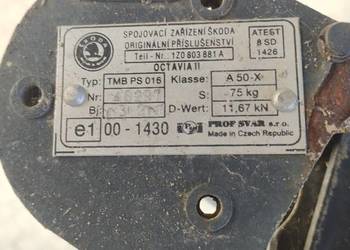 SPOJOVACÍ ZAŘÍZENÍ ŠKODA
ORIGINÁLNÍ PŘÍSLUŠENSTVÍ
Teil - Nr.: 1Z0 803 881 A
OCTAVIA II
ATEST
8 SD
1426
Typ: TMB PS 016 Klasse: A 50-X
Nr: S: 75 kg
Bj: D-Wert: 11,67 kN
e1 00 - 1430 PROF SVAR s.r.o.
Made in Czech Republic